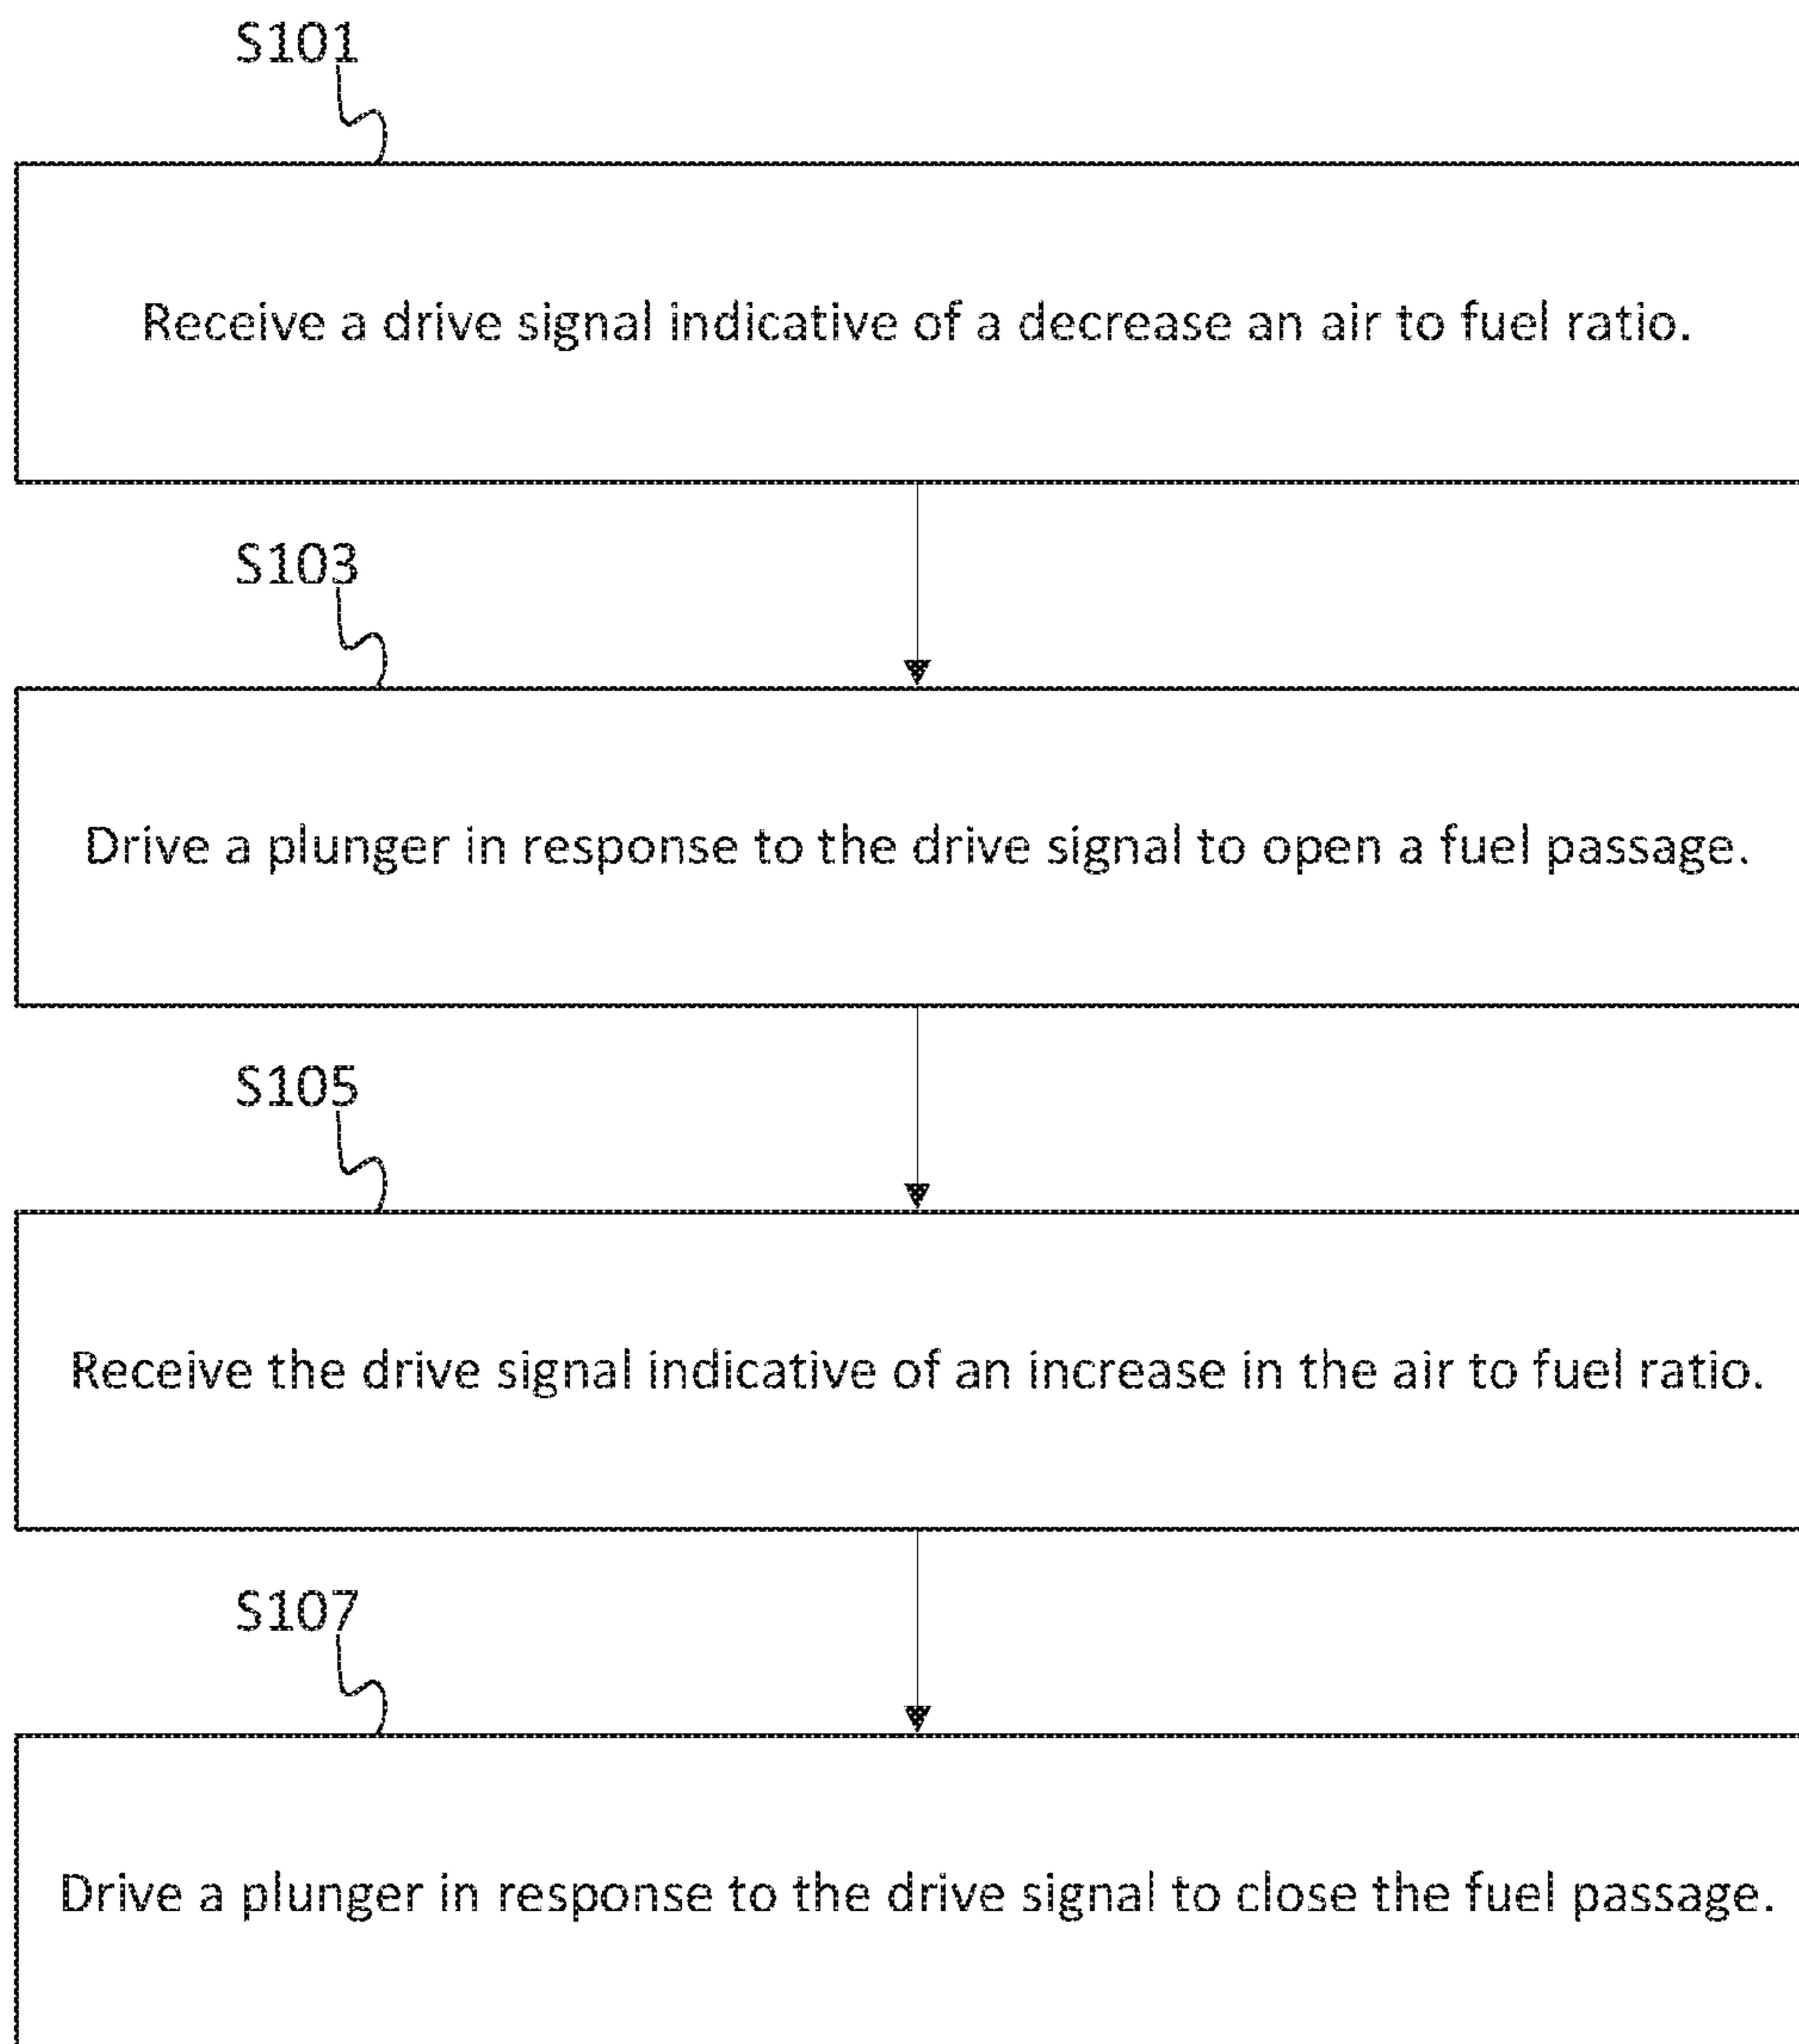 S101
Receive a drive signal indicative of a decrease an air to fuel ratio.
S103
Drive a plunger in response to the drive signal to open a fuel passage.
S105
Receive the drive signal indicative of an increase in the air to fuel ratio.
S107
Drive a plunger in response to the drive signal to close the fuel passage.